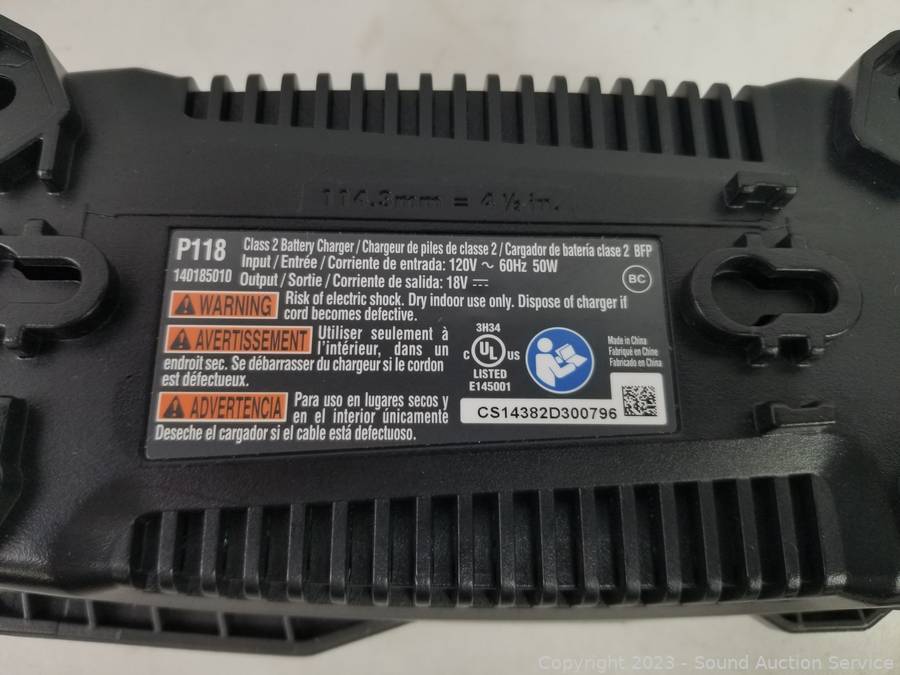 114.3mm = 4 ½ in.
P118
140185010
Class 2 Battery Charger / Chargeur de piles de classe 2 / Cargador de batería clase 2 BFP
Input / Entrée / Corriente de entrada: 120V ~ 60Hz 50W
Output / Sortie / Corriente de salida: 18V ⎓
BC
WARNING
Risk of electric shock. Dry indoor use only. Dispose of charger if
cord becomes defective.
AVERTISSEMENT
Utiliser seulement à
l'intérieur, dans un
endroit sec. Se débarrasser du chargeur si le cordon
est défectueux.
ADVERTENCIA
Para uso en lugares secos y
en el interior únicamente
Deseche el cargador si el cable está defectuoso.
3H34
C UL US
LISTED
E145001
Made in China
Fabriqué en Chine
Fabricado en China
CS14382D300796
Copyright 2023 - Sound Auction Service